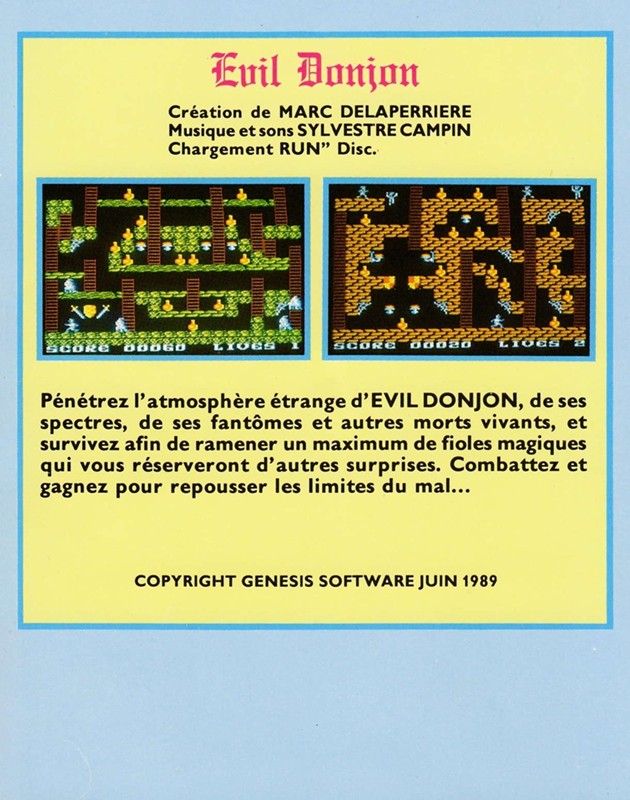 Evil Donjon
Création de MARC DELAPERRIERE
Musique et sons SYLVESTRE CAMPIN
Chargement RUN” Disc.
SCORE 00060 LIVES 1
SCORE 00020 LIVES 2
Pénétrez l’atmosphère étrange d’EVIL DONJON, de ses
spectres, de ses fantômes et autres morts vivants, et
survivez afin de ramener un maximum de fioles magiques
qui vous réserveront d’autres surprises. Combattez et
gagnez pour repousser les limites du mal...
COPYRIGHT GENESIS SOFTWARE JUIN 1989